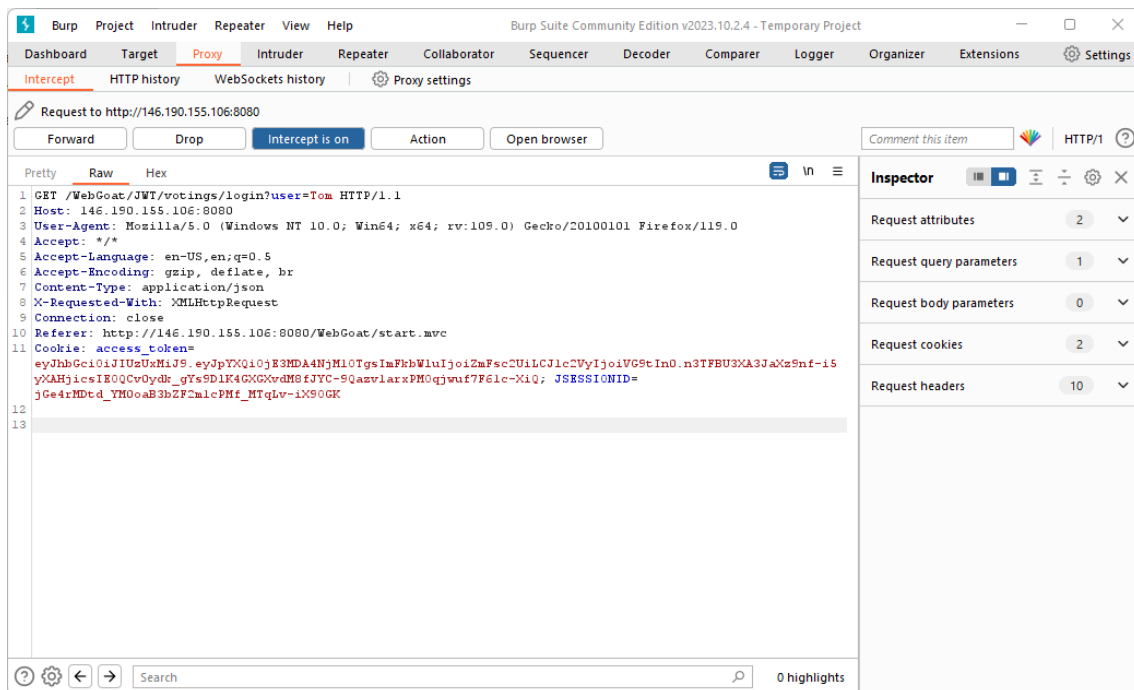 Burp Project Intruder Repeater View Help Burp Suite Community Edition v2023.10.2.4 - Temporary Project
Dashboard Target Proxy Intruder Repeater Collaborator Sequencer Decoder Comparer Logger Organizer Extensions Settings
Intercept HTTP history WebSockets history Proxy settings
Request to http://146.190.155.106:8080
Forward Drop Intercept is on Action Open browser Comment this item HTTP/1 ?
Pretty Raw Hex \n Inspector
1 GET /WebGoat/JWT/votings/login?user=Tom HTTP/1.1
2 Host: 146.190.155.106:8080
3 User-Agent: Mozilla/5.0 (Windows NT 10.0; Win64; x64; rv:109.0) Gecko/20100101 Firefox/119.0
4 Accept: */*
5 Accept-Language: en-US,en;q=0.5
6 Accept-Encoding: gzip, deflate, br
7 Content-Type: application/json
8 X-Requested-With: XMLHttpRequest
9 Connection: close
10 Referer: http://146.190.155.106:8080/WebGoat/start.mvc
11 Cookie: access_token=
eyJhbGciOiJIUzUxMiJ9.eyJpYXQiOjE3MDA4NjM1OTgsImFkbWluIjoiZmFsc2UiLCJ1c2VyIjoiVG9tIn0.n3TFBU3XA3JaXz9nf-i5
yXAHjicsIE0QCv0ydk_gYs9DlK4GXGXvdM8fJYC-9QazvlarxPM0qjwuf7F6lc-XiQ; JSESSIONID=
jGe4rMDtd_YMOoaB3bZF2mlcPMf_MTqLv-iX90GK
12
13
Request attributes 2
Request query parameters 1
Request body parameters 0
Request cookies 2
Request headers 10
? Search 0 highlights